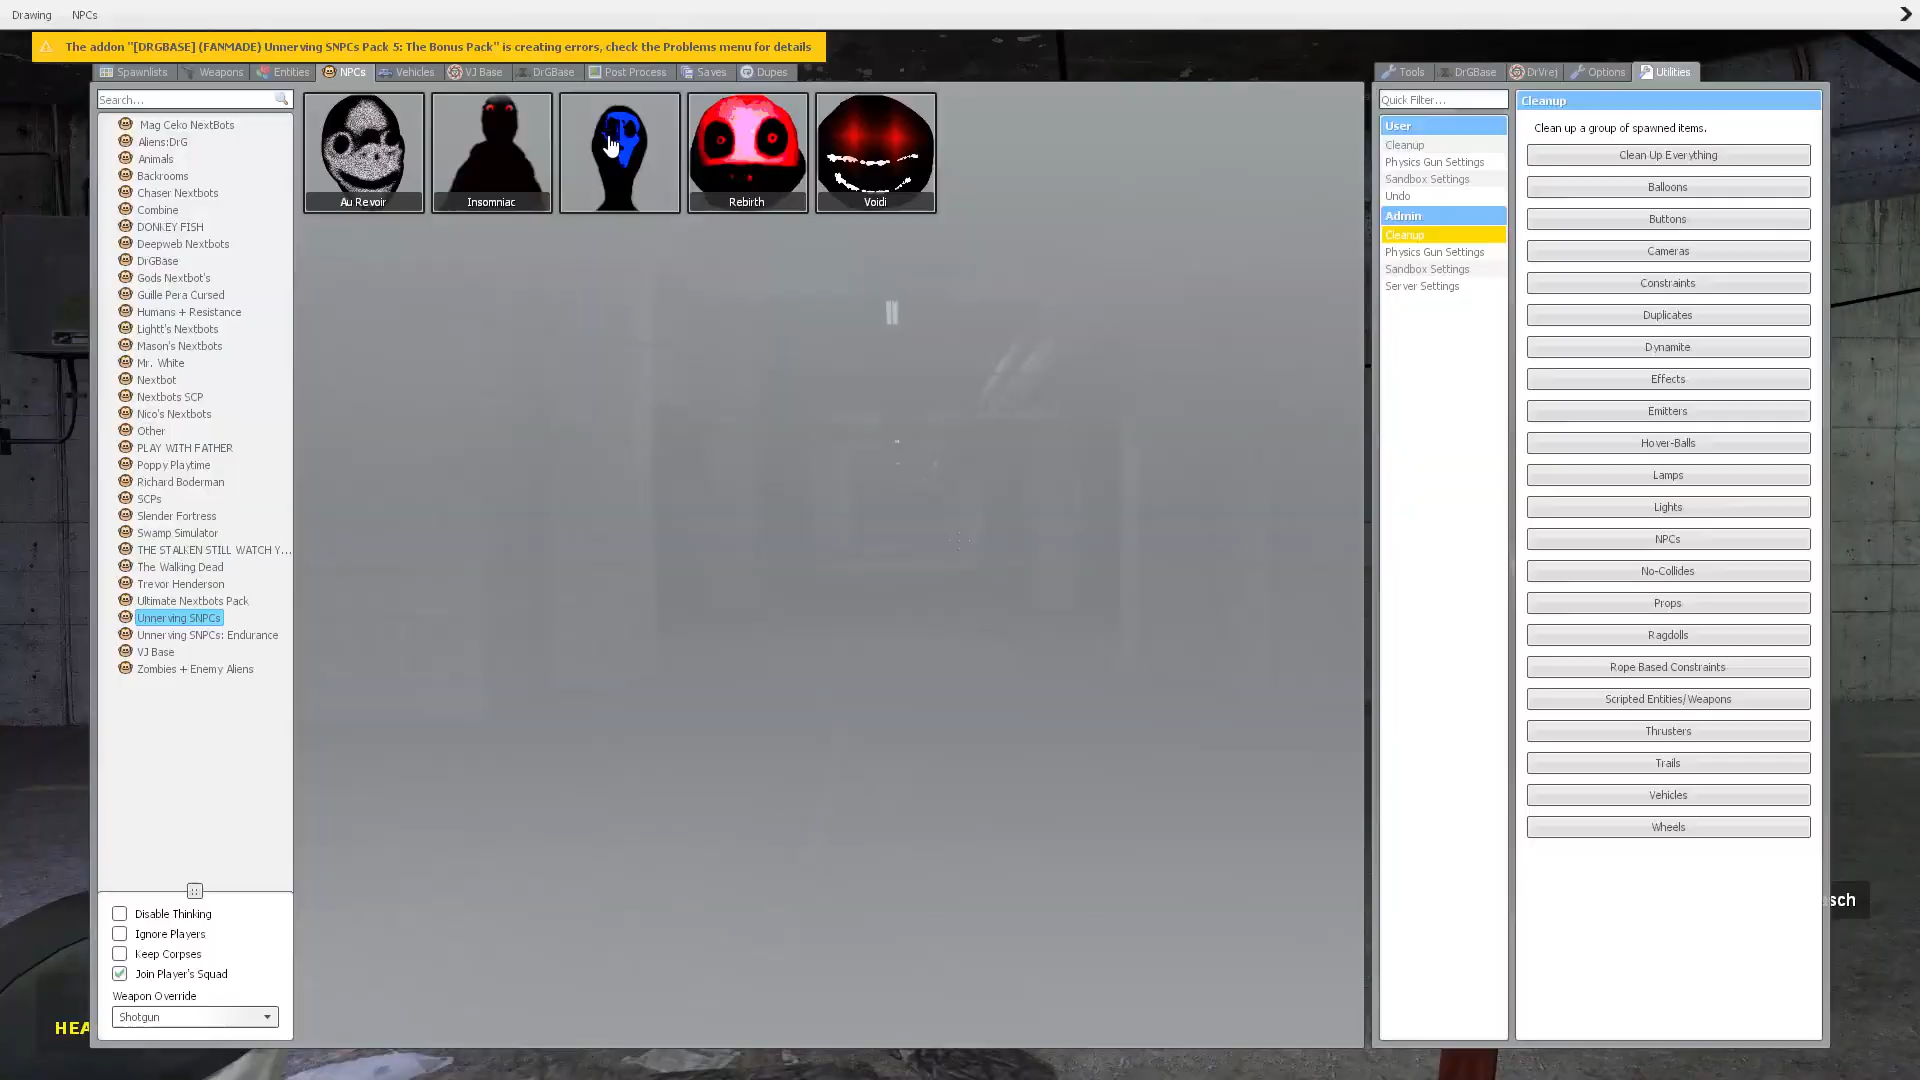 Drawing NPCs
The addon "[DRGBASE] (FANMADE) Unnerving SNPCs Pack 5: The Bonus Pack" is creating errors, check the Problems menu for details
Spawnlists Weapons Entities NPCs Vehicles VJ Base DrGBase Post Process Saves Dupes
Search...
Mag Ceko NextBots
Aliens:DrG
Animals
Backrooms
Chaser Nextbots
Combine
DONKEY FISH
Deepweb Nextbots
DrGBase
Gods Nextbot's
Guille Pera Cursed
Humans + Resistance
Lightt's Nextbots
Mason's Nextbots
Mr. White
Nextbot
Nextbots SCP
Nico's Nextbots
Other
PLAY WITH FATHER
Poppy Playtime
Richard Boderman
SCPs
Slender Fortress
Swamp Simulator
THE STALKEN STILL WATCH Y...
The Walking Dead
Trevor Henderson
Ultimate Nextbots Pack
Unnerving SNPCs
Unnerving SNPCs: Endurance
VJ Base
Zombies + Enemy Aliens
Disable Thinking
Ignore Players
Keep Corpses
Join Player's Squad
Weapon Override
Shotgun
HEA
Au Revoir
Insomniac
Rebirth
Voidi
Tools DrGBase DrVrej Options Utilities
Quick Filter...
User
Cleanup
Physics Gun Settings
Sandbox Settings
Undo
Admin
Cleanup
Physics Gun Settings
Sandbox Settings
Server Settings
Cleanup
Clean up a group of spawned items.
Clean Up Everything
Balloons
Buttons
Cameras
Constraints
Duplicates
Dynamite
Effects
Emitters
Hover-Balls
Lamps
Lights
NPCs
No-Collides
Props
Ragdolls
Rope Based Constraints
Scripted Entities/Weapons
Thrusters
Trails
Vehicles
Wheels
sch